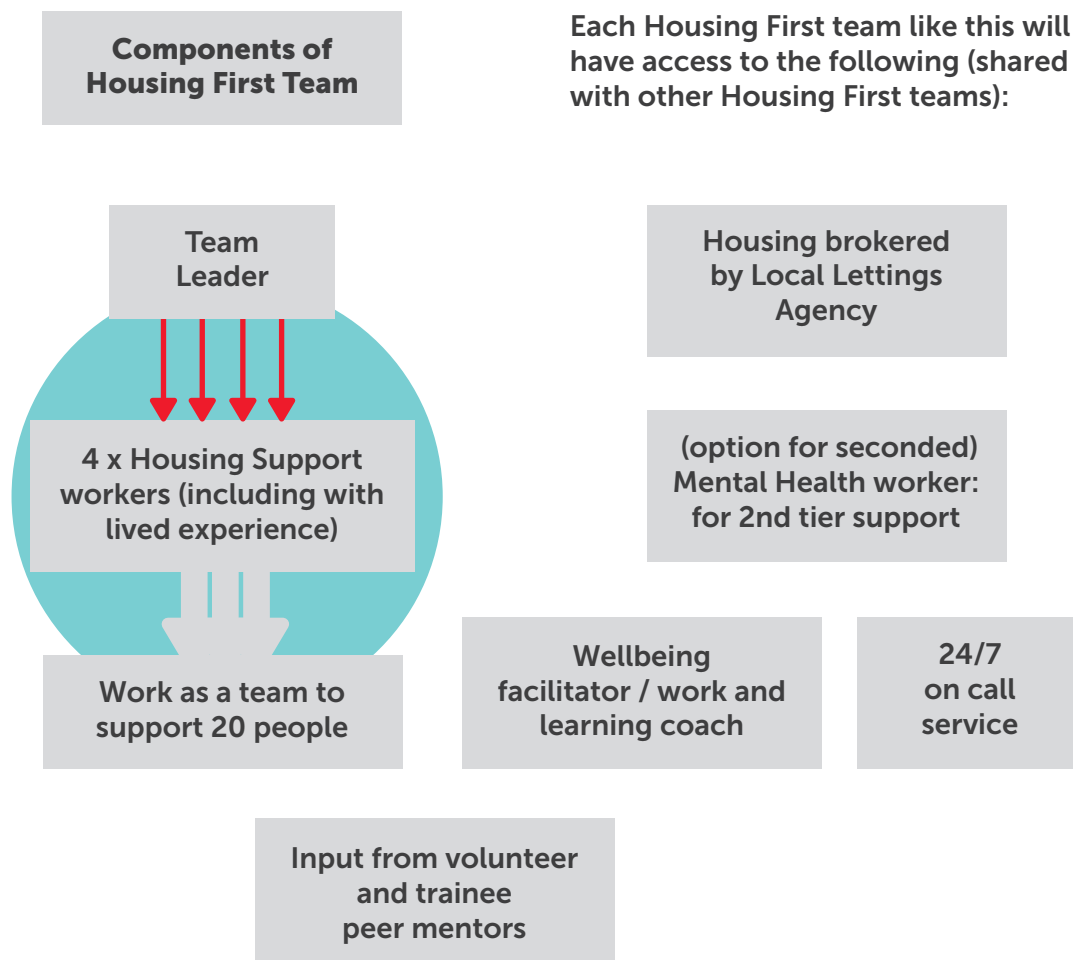 Components of
Housing First Team
Each Housing First team like this will
have access to the following (shared
with other Housing First teams):
Team
Leader
Housing brokered
by Local Lettings
Agency
4 x Housing Support
workers (including with
lived experience)
(option for seconded)
Mental Health worker:
for 2nd tier support
Work as a team to
support 20 people
Wellbeing
facilitator / work and
learning coach
24/7
on call
service
Input from volunteer
and trainee
peer mentors